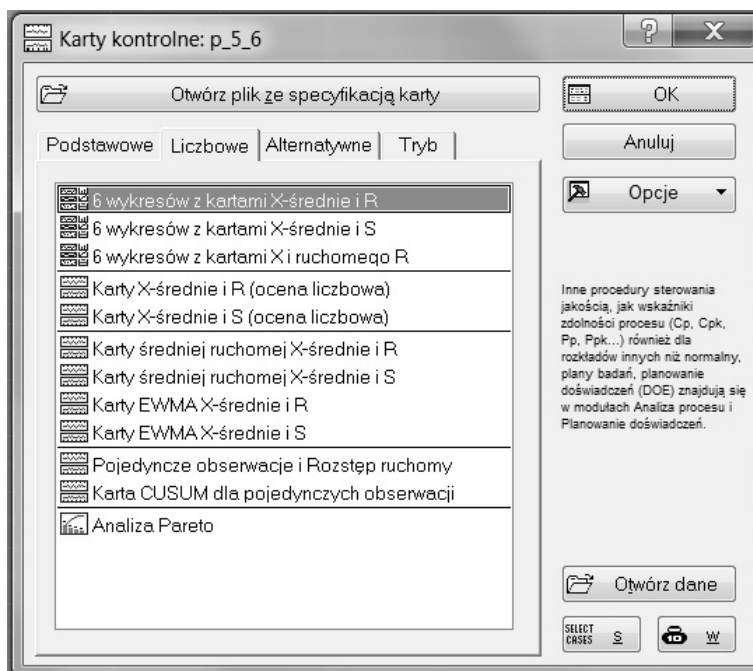 Karty kontrolne: p_5_6
Otwórz plik ze specyfikacją karty
Podstawowe Liczbowe Alternatywne Tryb
6 wykresów z kartami X-średnie i R
6 wykresów z kartami X-średnie i S
6 wykresów z kartami X i ruchomego R
Karty X-średnie i R (ocena liczbowa)
Karty X-średnie i S (ocena liczbowa)
Karty średniej ruchomej X-średnie i R
Karty średniej ruchomej X-średnie i S
Karty EWMA X-średnie i R
Karty EWMA X-średnie i S
Pojedyncze obserwacje i Rozstęp ruchomy
Karta CUSUM dla pojedynczych obserwacji
Analiza Pareto
OK
Anuluj
Opcje
Inne procedury sterowania
jakością, jak wskaźniki
zdolności procesu (Cp, Cpk,
Pp, Ppk...) również dla
rozkładów innych niż normalny,
plany badań, planowanie
doświadczeń (DOE) znajdują się
w modułach Analiza procesu i
Planowanie doświadczeń.
Otwórz dane
SELECT
CASES S W